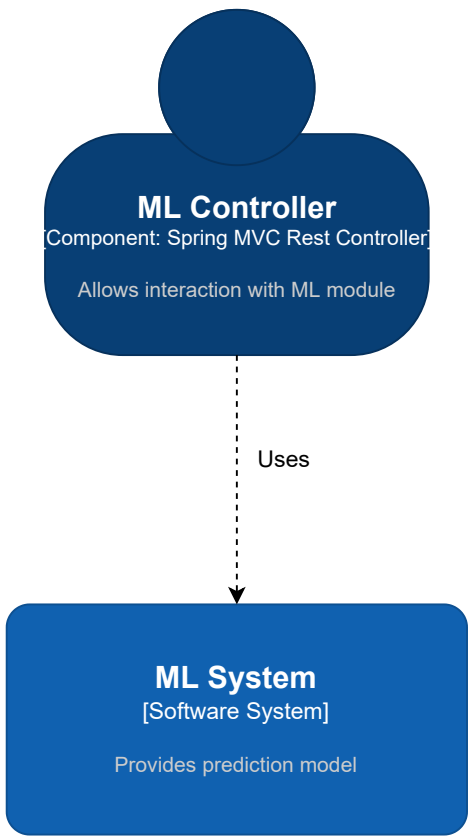 ML Controller
[Component: Spring MVC Rest Controller]
Allows interaction with ML module
Uses
ML System
[Software System]
Provides prediction model